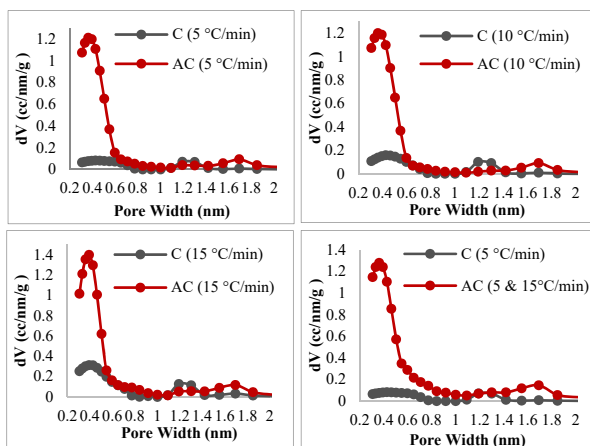 C (5 °C/min)
AC (5 °C/min)
dV (cc/nm/g)
1.2
1
0.8
0.6
0.4
0.2
0
0.2 0.4 0.6 0.8 1 1.2 1.4 1.6 1.8 2
Pore Width (nm)
C (10 °C/min)
AC (10 °C/min)
dV (cc/nm/g )
1.2
1
0.8
0.6
0.4
0.2
0
0.2 0.4 0.6 0.8 1 1.2 1.4 1.6 1.8 2
Pore Width (nm)
C (15 °C/min)
AC (15 °C/min)
dV (cc/nm/g)
1.4
1.2
1
0.8
0.6
0.4
0.2
0
0.2 0.4 0.6 0.8 1 1.2 1.4 1.6 1.8 2
Pore Width (nm)
C (5 °C/min)
AC (5 & 15°C/min)
dV (cc/nm/g)
1.4
1.2
1
0.8
0.6
0.4
0.2
0
0.2 0.4 0.6 0.8 1 1.2 1.4 1.6 1.8 2
Pore Width (nm)